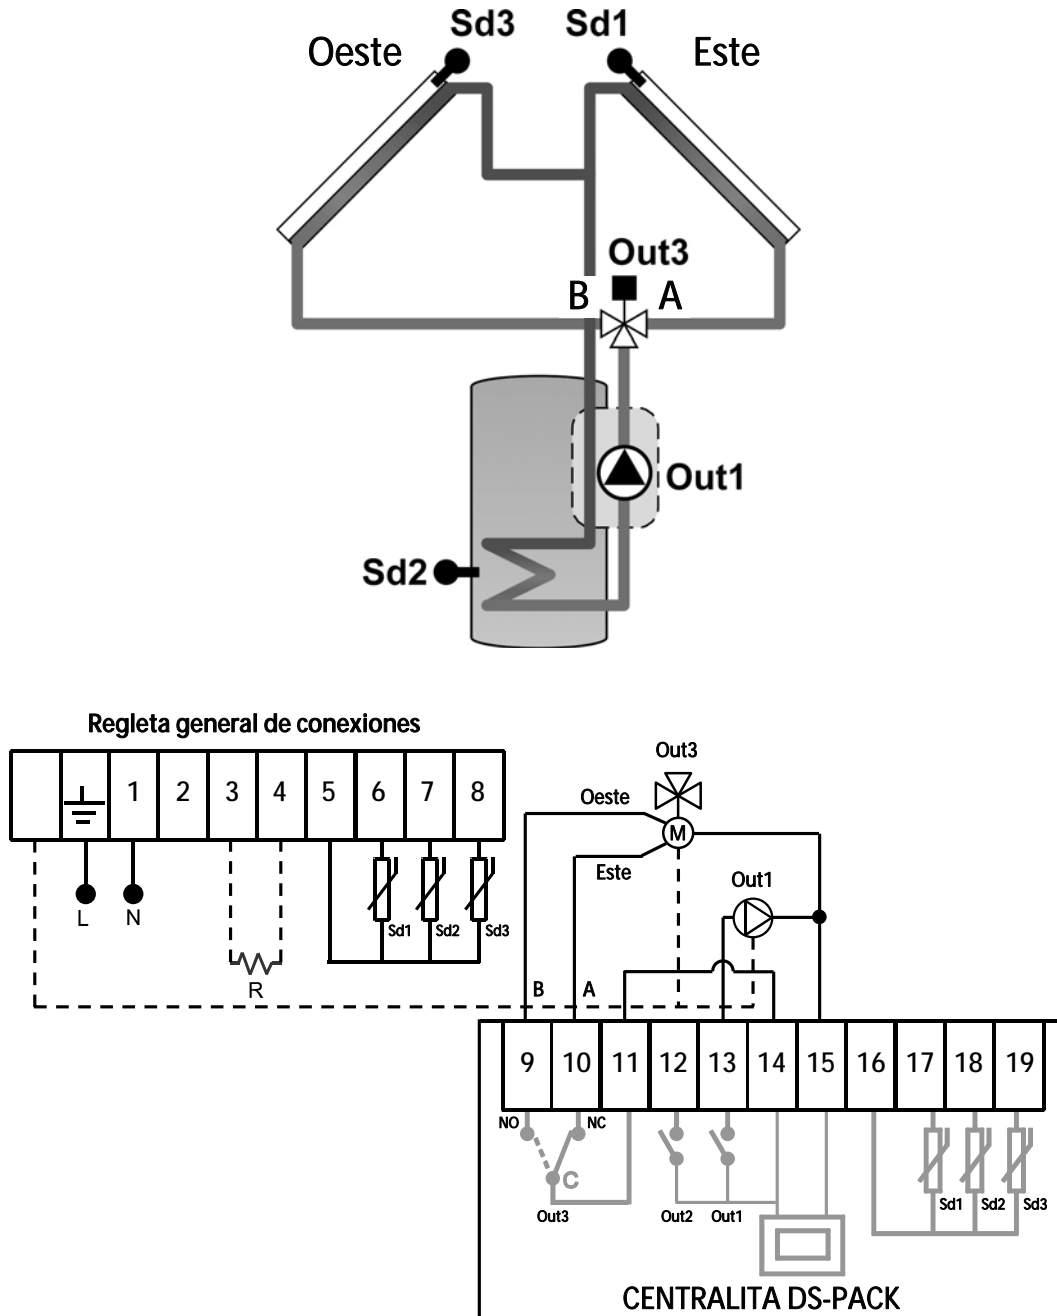 Sd3 Sd1
Oeste Este
Out3
B A
Out1
Sd2
Regleta general de conexiones
1 2 3 4 5 6 7 8
L N
Sd1 Sd2 Sd3
R
Out3
Oeste
M
Este
Out1
B A
9 10 11 12 13 14 15 16 17 18 19
NO NC
C
Out3 Out2 Out1
Sd1 Sd2 Sd3
CENTRALITA DS-PACK